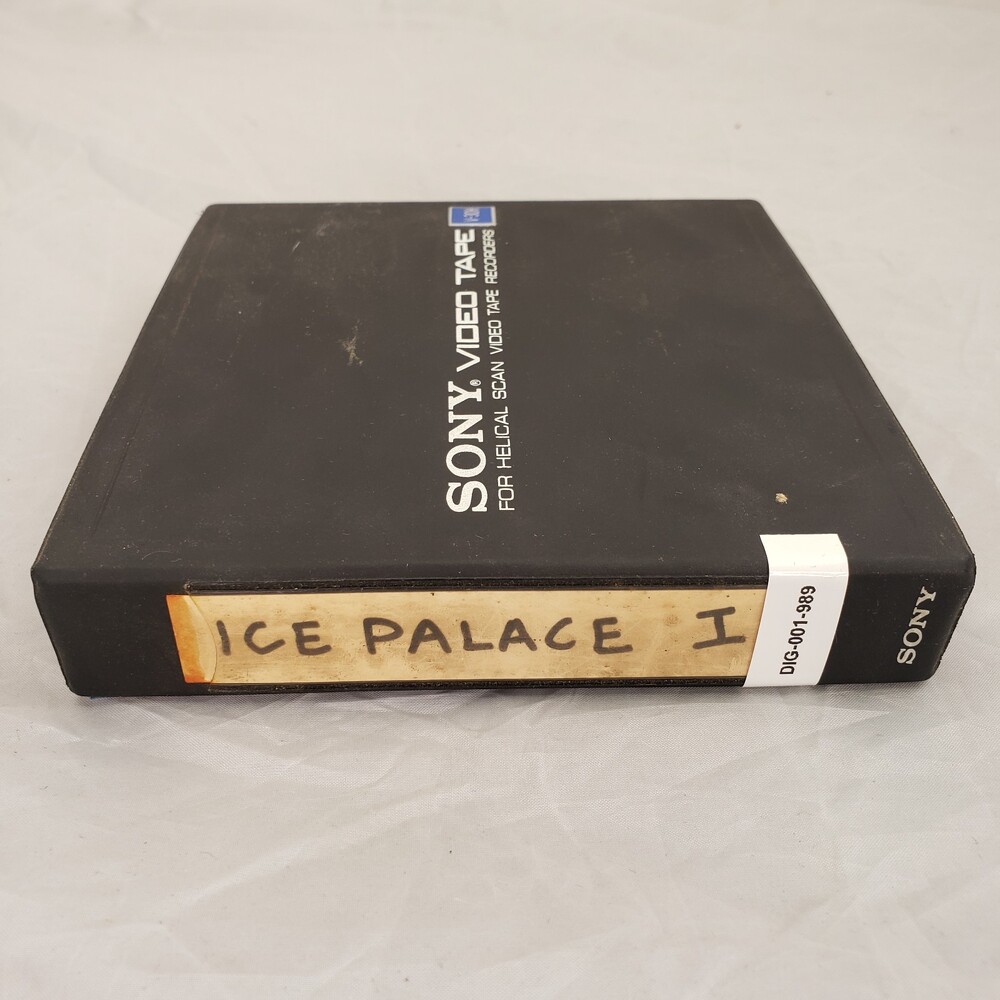 SONY® VIDEO TAPE
FOR HELICAL SCAN VIDEO TAPE RECORDERS
ICE PALACE I
DIG-001-989
SONY